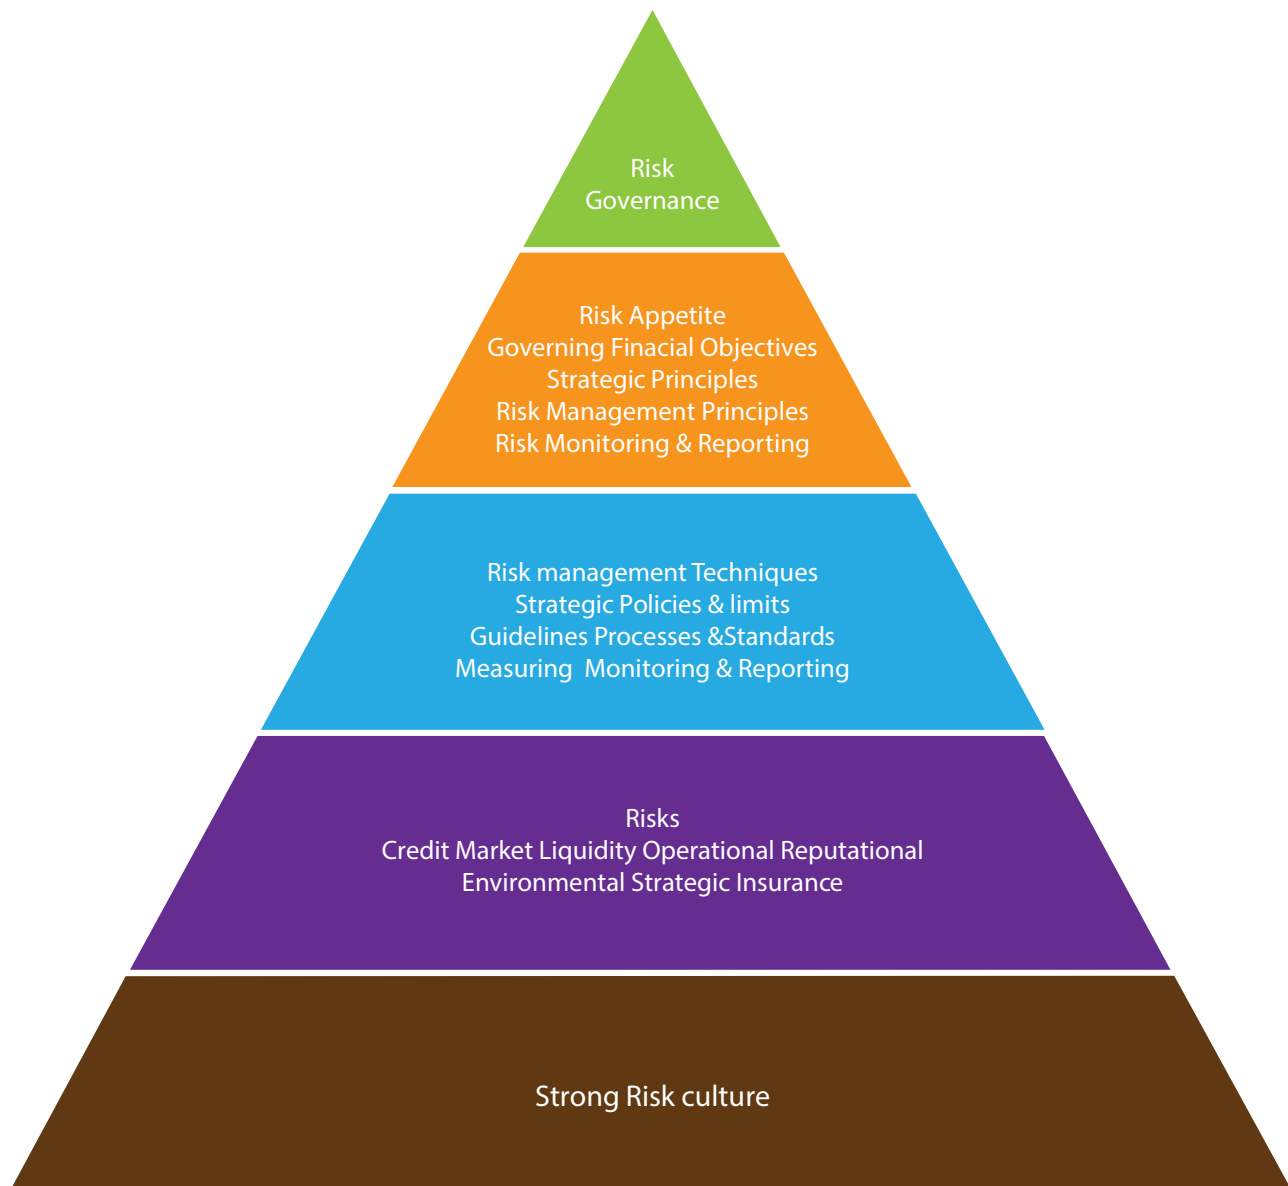 Risk
Governance
Risk Appetite
Governing Finacial Objectives
Strategic Principles
Risk Management Principles
Risk Monitoring & Reporting
Risk management Techniques
Strategic Policies & limits
Guidelines Processes &Standards
Measuring  Monitoring & Reporting
Risks
Credit Market Liquidity Operational Reputational
Environmental Strategic Insurance
Strong Risk culture